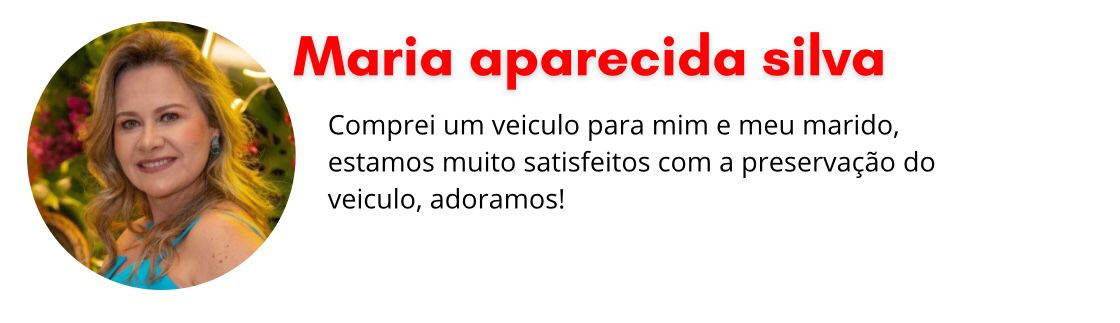 Maria aparecida silva
Comprei um veiculo para mim e meu marido,
estamos muito satisfeitos com a preservação do
veiculo, adoramos!